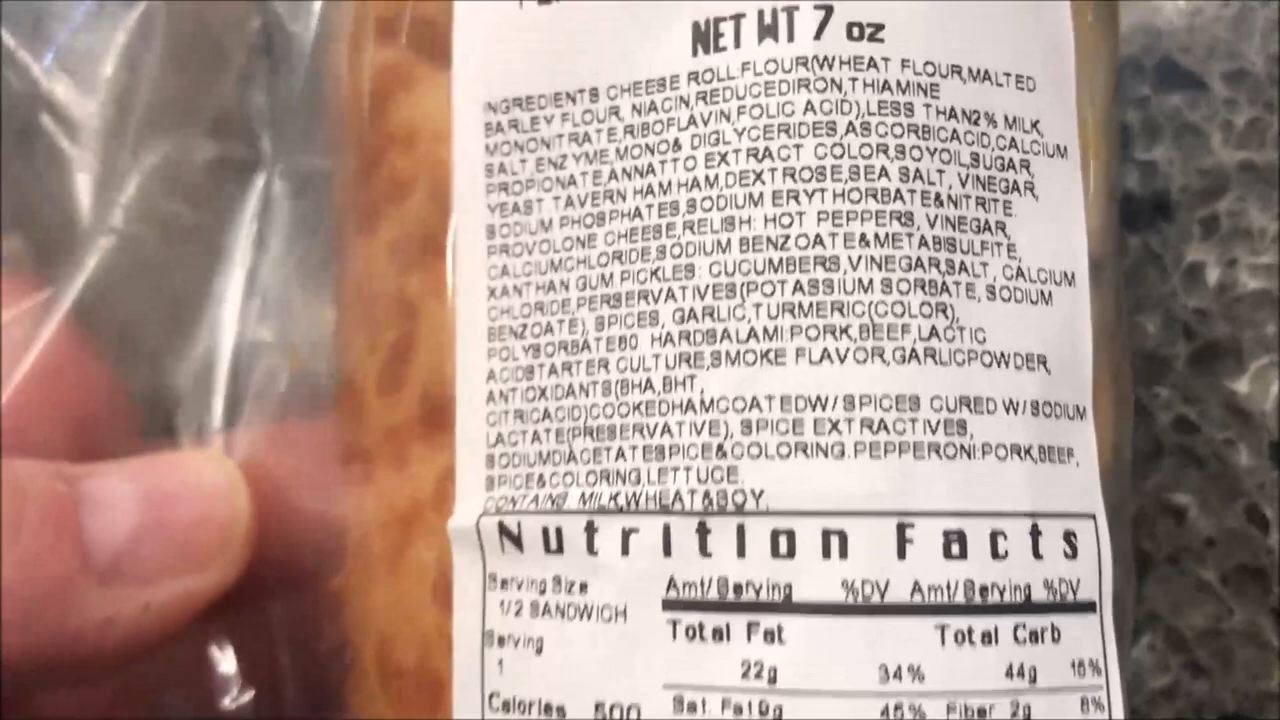 NET WT 7 oz
INGREDIENTS CHEESE ROLL:FLOUR(WHEAT FLOUR,MALTED
BARLEY FLOUR, NIACIN,REDUCEDIRON,THIAMINE
MONONITRATE,RIBOFLAVIN,FOLIC ACID),LESS THAN2% MILK,
SALT,ENZYME,MONO& DIGLYCERIDES,ASCORBICACID,CALCIUM
PROPIONATE,ANNATTO EXTRACT COLOR,SOYOIL,SUGAR,
YEAST TAVERN HAM HAM,DEXTROSE,SEA SALT, VINEGAR,
SODIUM PHOSPHATES,SODIUM ERYTHORBATE&NITRITE.
PROVOLONE CHEESE,RELISH: HOT PEPPERS, VINEGAR,
CALCIUMCHLORIDE,SODIUM BENZOATE&METABISULFITE,
XANTHAN GUM PICKLES: CUCUMBERS,VINEGAR,SALT, CALCIUM
CHLORIDE,PERSERVATIVES(POTASSIUM SORBATE, SODIUM
BENZOATE), SPICES, GARLIC,TURMERIC(COLOR),
POLYSORBATE80. HARDSALAMI:PORK,BEEF,LACTIC
ACIDSTARTER CULTURE,SMOKE FLAVOR,GARLICPOWDER,
ANTIOXIDANTS(BHA,BHT,
CITRICACID)COOKEDHAMCOATEDW/SPICES CURED W/SODIUM
LACTATE(PRESERVATIVE), SPICE EXTRACTIVES,
SODIUMDIACETATESPICE&COLORING.PEPPERONI:PORK,BEEF,
SPICE&COLORING,LETTUCE.
CONTAINS MILK,WHEAT&SOY.
Nutrition Facts
Serving Size
1/2 SANDWICH
Serving
1
Calories 500
Amt/Serving %DV Amt/Serving %DV
Total Fat Total Carb
22g 34% 44g 15%
Sat. Fat 45% Fiber 2g 8%